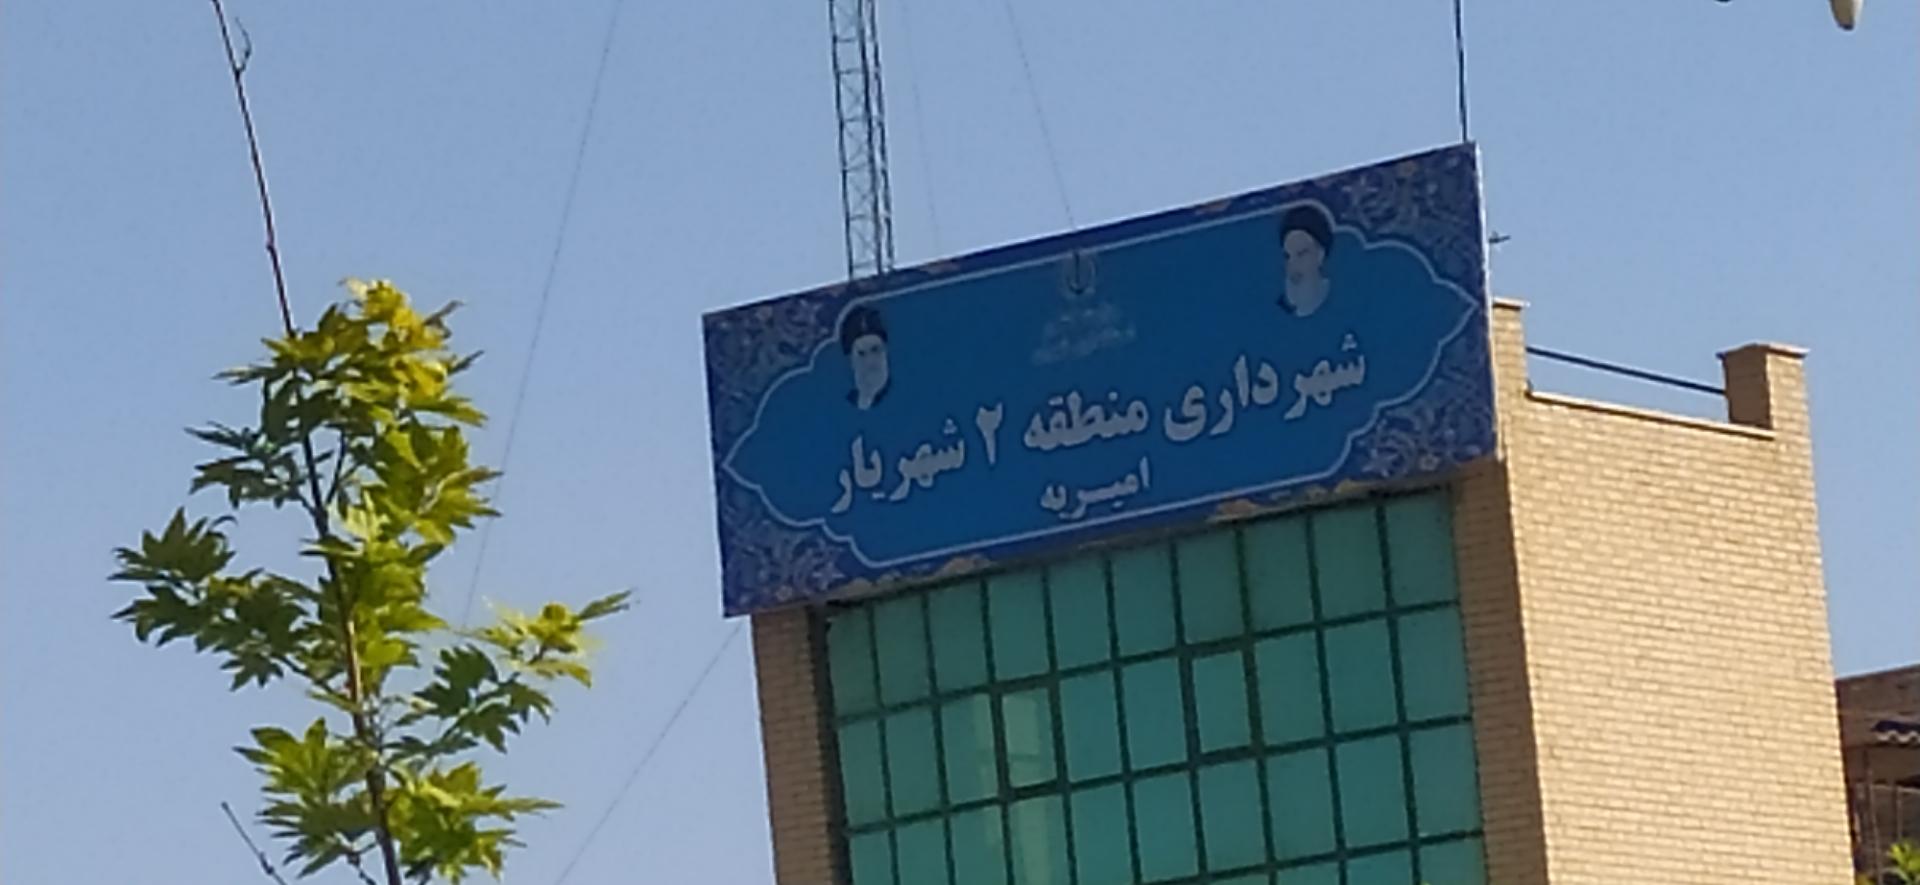 شهرداری منطقه ۲ شهریار
امیریه